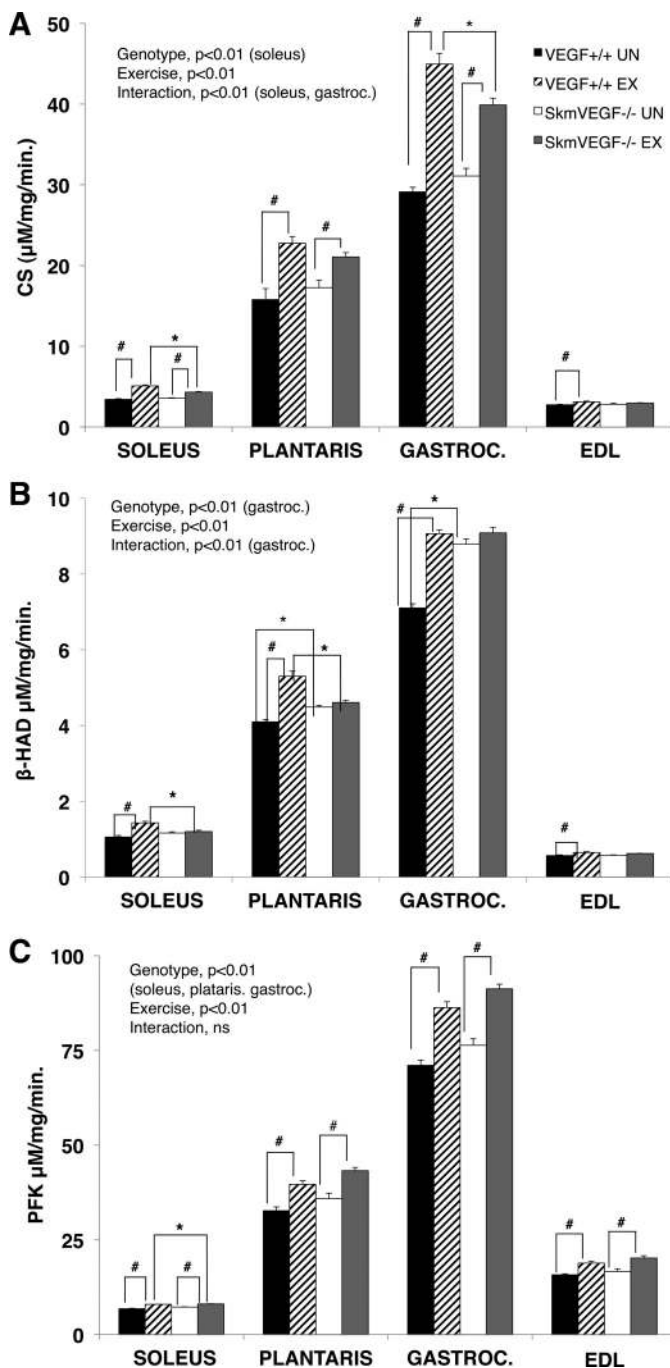 A
50
40
30
20
10
0
CS (µM/mg/min.)
Genotype, p<0.01 (soleus)
Exercise, p<0.01
Interaction, p<0.01 (soleus, gastroc.)
VEGF+/+ UN
VEGF+/+ EX
SkmVEGF-/- UN
SkmVEGF-/- EX
# * #
# #
# * #
#
SOLEUS PLANTARIS GASTROC. EDL
B
10
8
6
4
2
0
β-HAD µM/mg/min.
Genotype, p<0.01 (gastroc.)
Exercise, p<0.01
Interaction, p<0.01 (gastroc.)
# *
* # *
# *
#
SOLEUS PLANTARIS GASTROC. EDL
C
100
75
50
25
0
PFK µM/mg/min.
Genotype, p<0.01
(soleus, plataris. gastroc.)
Exercise, p<0.01
Interaction, ns
# * #
# #
# #
# #
SOLEUS PLANTARIS GASTROC. EDL